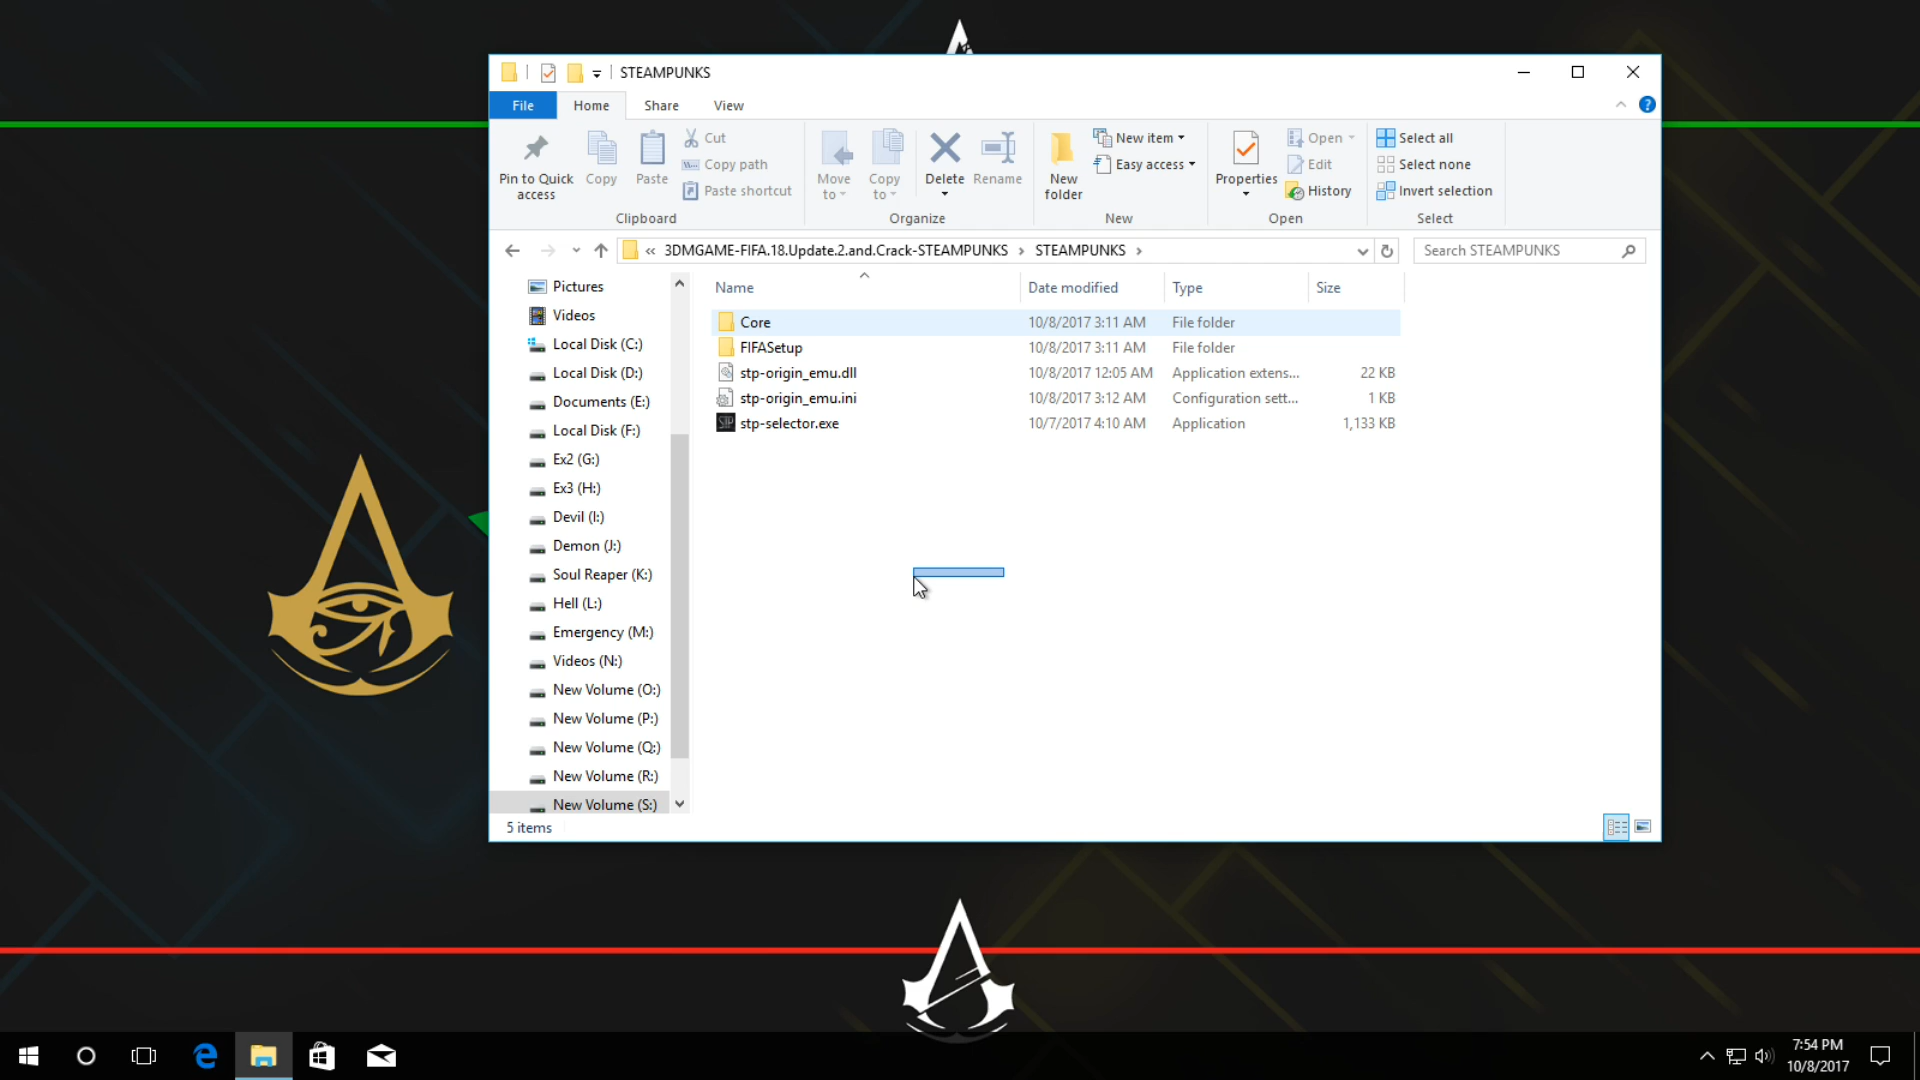 STEAMPUNKS
File
Home
Share
View
Pin to Quick access
Copy
Paste
Cut
Copy path
Paste shortcut
Clipboard
Move to
Copy to
Delete
Rename
Organize
New folder
New item
Easy access
New
Properties
Open
Edit
History
Open
Select all
Select none
Invert selection
Select
« 3DMGAME-FIFA.18.Update.2.and.Crack-STEAMPUNKS › STEAMPUNKS ›
Search STEAMPUNKS
Pictures
Videos
Local Disk (C:)
Local Disk (D:)
Documents (E:)
Local Disk (F:)
Ex2 (G:)
Ex3 (H:)
Devil (I:)
Demon (J:)
Soul Reaper (K:)
Hell (L:)
Emergency (M:)
Videos (N:)
New Volume (O:)
New Volume (P:)
New Volume (Q:)
New Volume (R:)
New Volume (S:)
Name Date modified Type Size
Core 10/8/2017 3:11 AM File folder
FIFASetup 10/8/2017 3:11 AM File folder
stp-origin_emu.dll 10/8/2017 12:05 AM Application extens... 22 KB
stp-origin_emu.ini 10/8/2017 3:12 AM Configuration sett... 1 KB
stp-selector.exe 10/7/2017 4:10 AM Application 1,133 KB
5 items
7:54 PM
10/8/2017